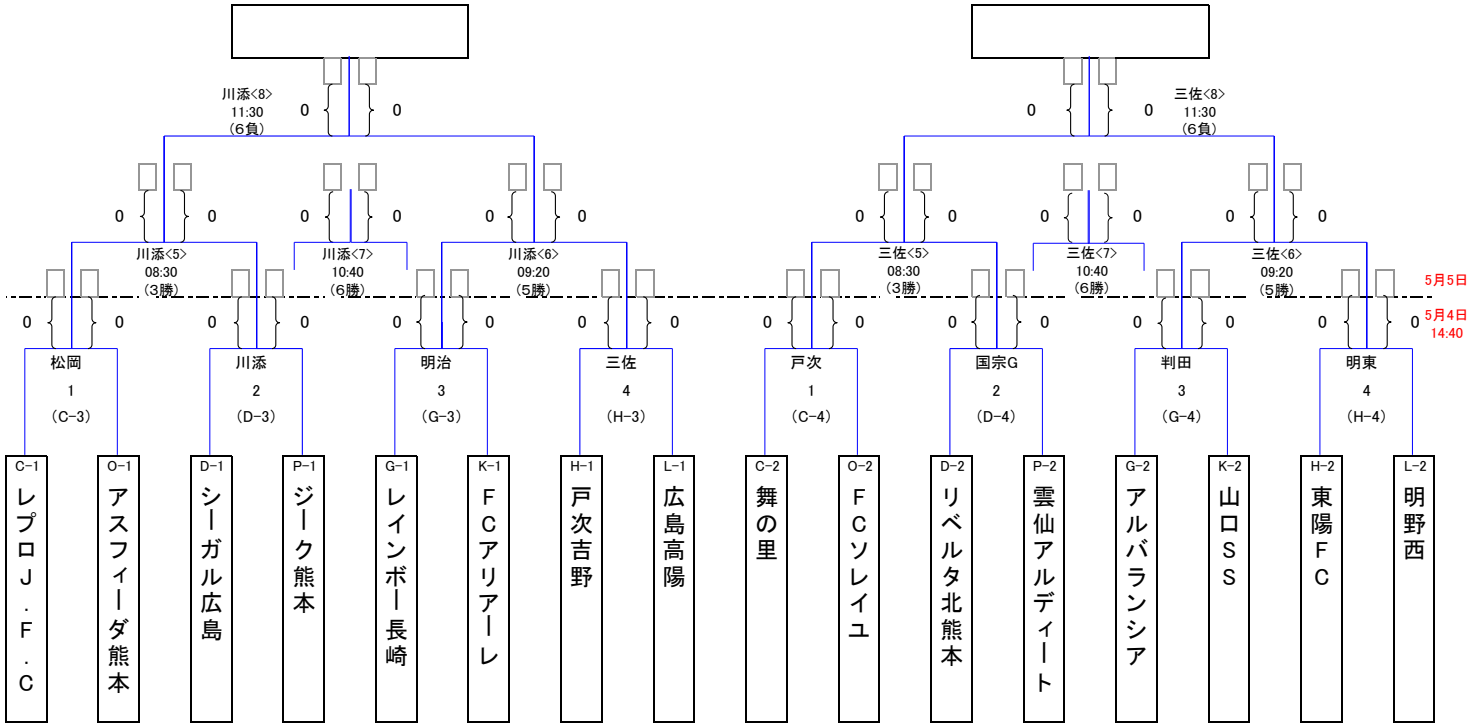 川添<8>
11:30
(6負)
0 0
三佐<8>
11:30
(6負)
0 0
0 0 0 0 0 0
0 0 0 0 0 0
川添<5>
08:30
(3勝)
川添<7>
10:40
(6勝)
川添<6>
09:20
(5勝)
三佐<5>
08:30
(3勝)
三佐<7>
10:40
(6勝)
三佐<6>
09:20
(5勝)
5月5日
5月4日
14:40
0 0 0 0 0 0 0 0
0 0 0 0 0 0 0 0
松岡
1
(C-3)
川添
2
(D-3)
明治
3
(G-3)
三佐
4
(H-3)
戸次
1
(C-4)
国宗G
2
(D-4)
判田
3
(G-4)
明東
4
(H-4)
C-1
レプロJ.F.C
O-1
アスフィーダ熊本
D-1
シーガル広島
P-1
ジーク熊本
G-1
レインボー長崎
K-1
FCアリアーレ
H-1
戸次吉野
L-1
広島高陽
C-2
舞の里
O-2
FCソレイユ
D-2
リベルタ北熊本
P-2
雲仙アルディート
G-2
アルバランシア
K-2
山口SS
H-2
東陽FC
L-2
明野西